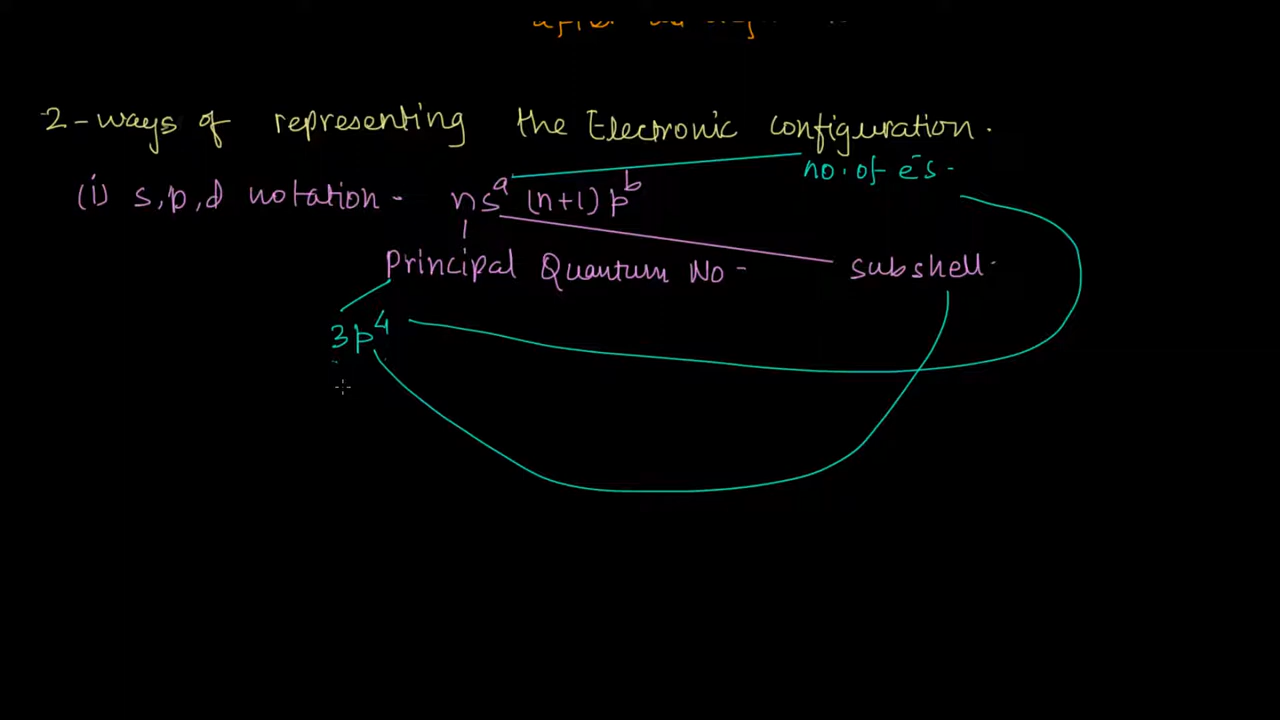 2-ways of representing the Electronic configuration.
no. of e⁻s -
(i) s,p,d notation - nsᵃ (n+1) pᵇ
Principal Quantum No - subshell-
3p⁴